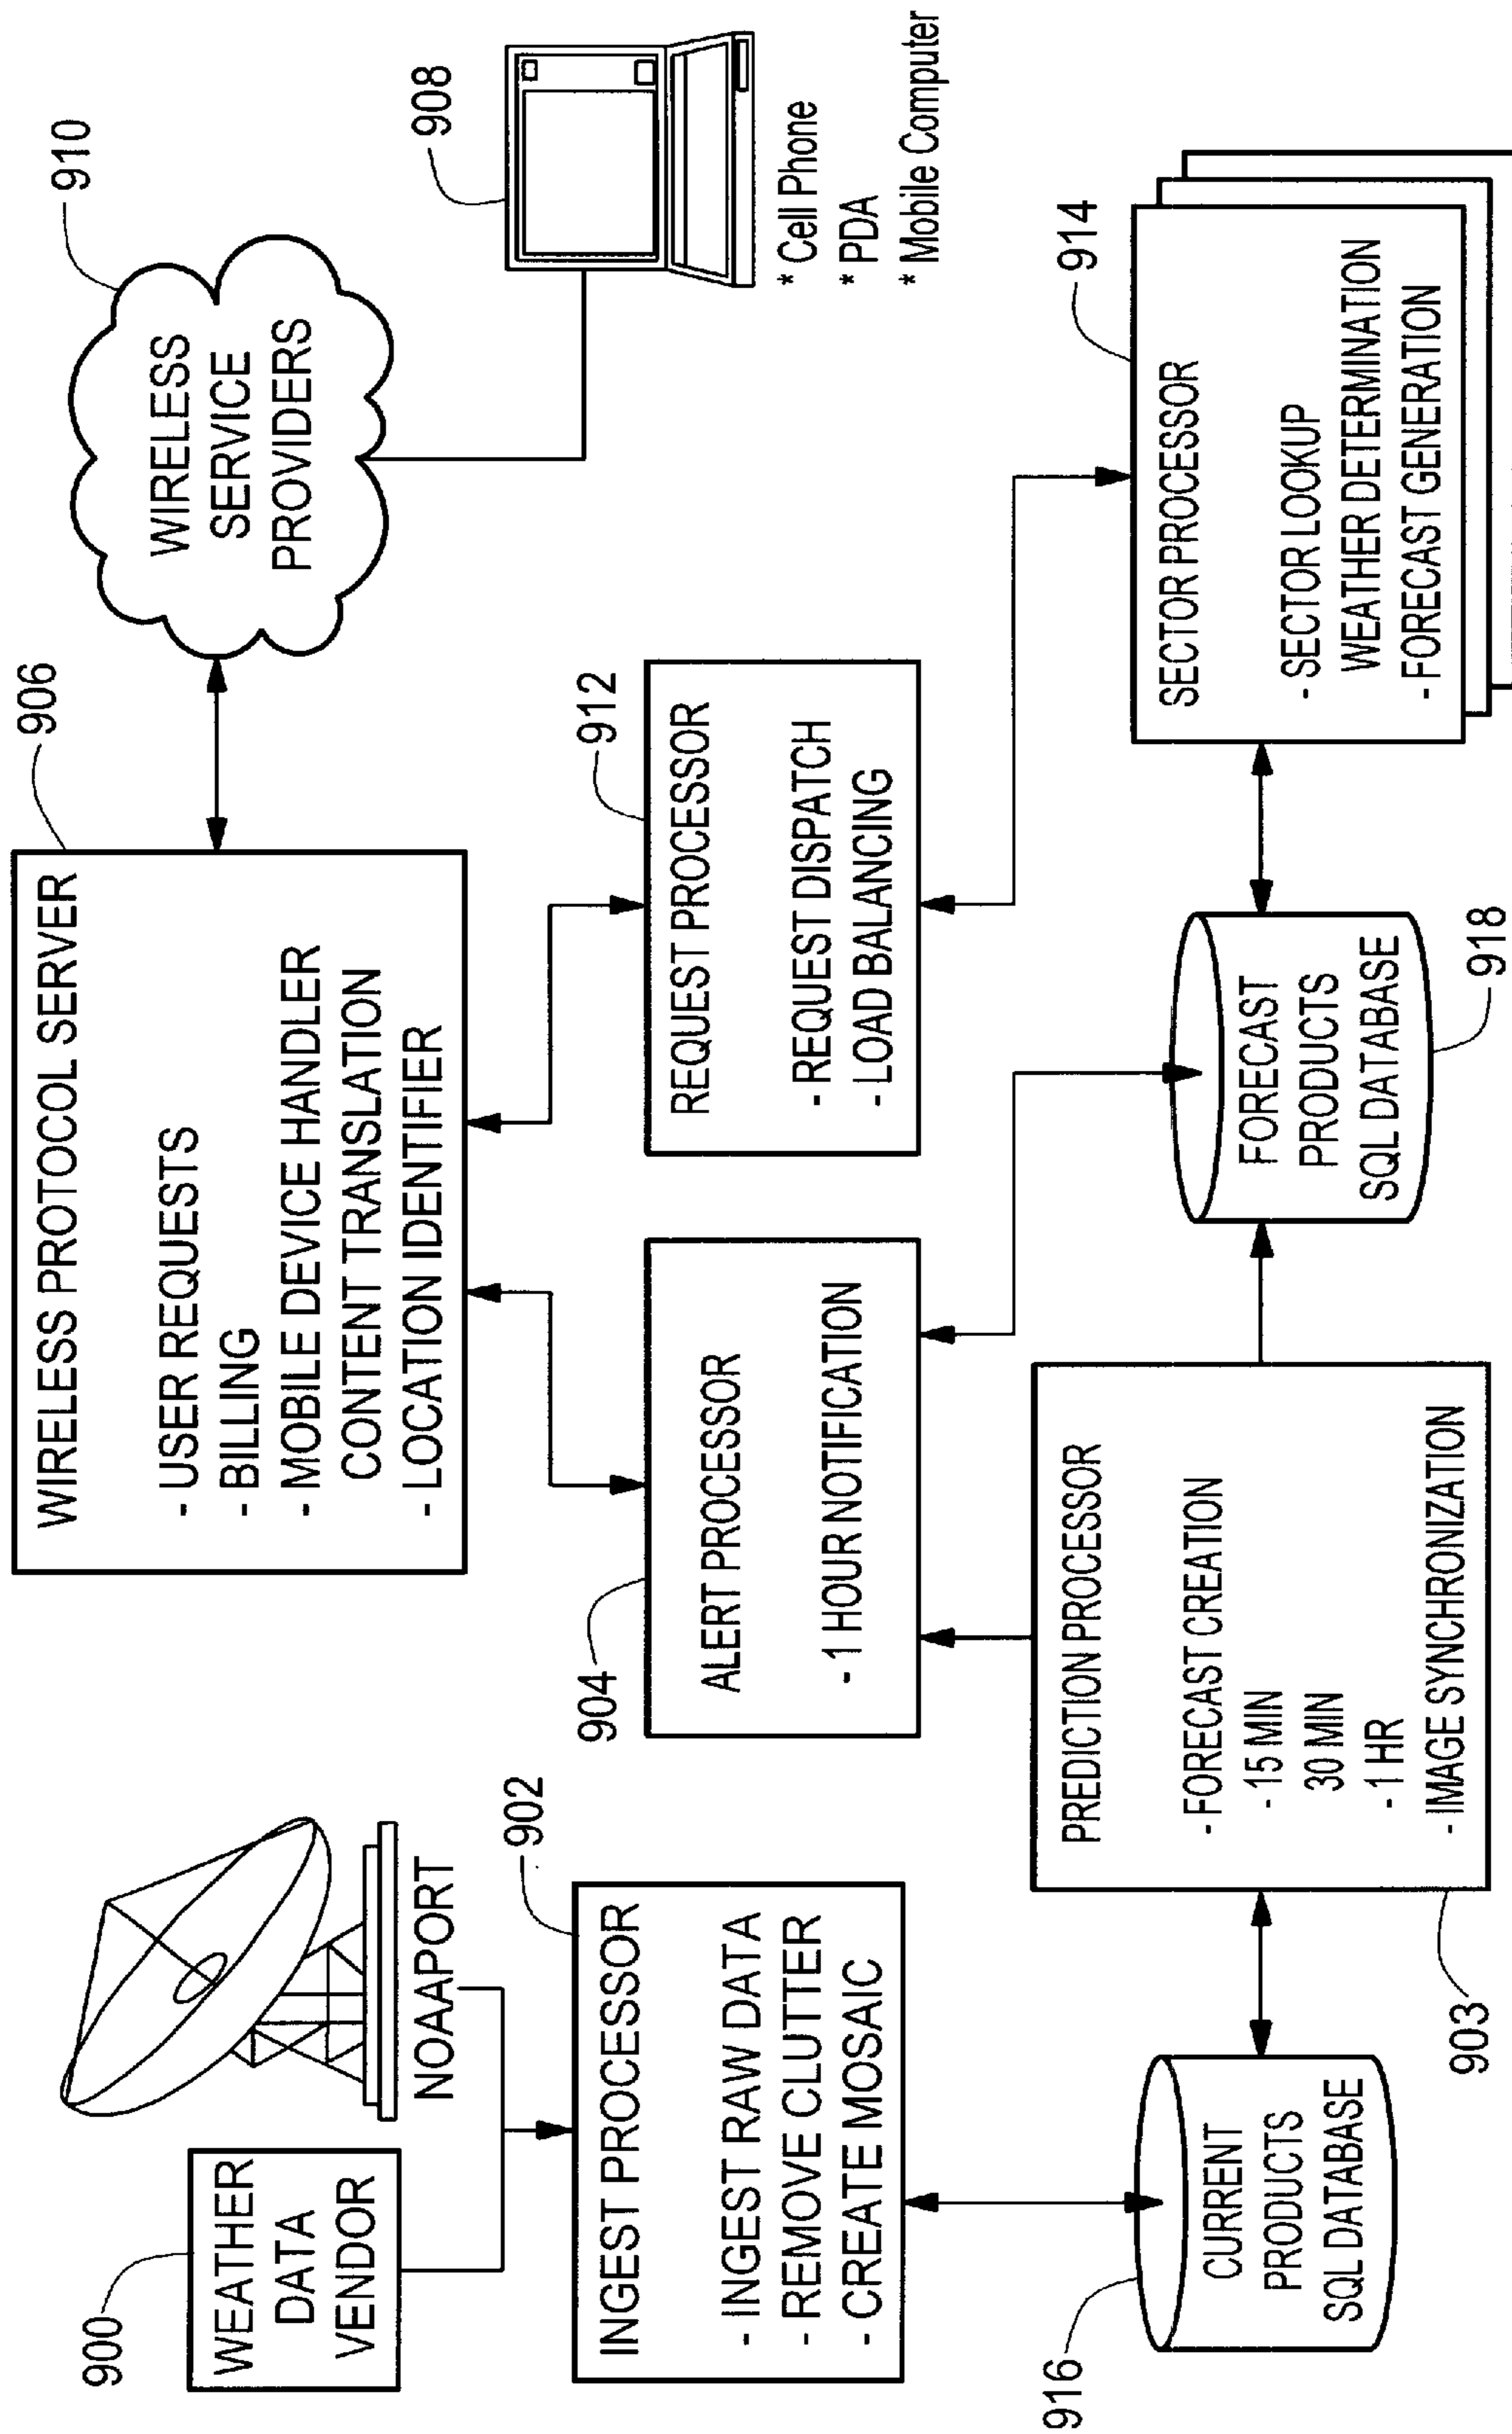 900
WEATHER
DATA
VENDOR
NOAAPORT
902
INGEST PROCESSOR
- INGEST RAW DATA
- REMOVE CLUTTER
- CREATE MOSAIC
916
CURRENT
PRODUCTS
SQL DATABASE
906
WIRELESS PROTOCOL SERVER
- USER REQUESTS
- BILLING
- MOBILE DEVICE HANDLER
CONTENT TRANSLATION
- LOCATION IDENTIFIER
904
ALERT PROCESSOR
- 1 HOUR NOTIFICATION
903
PREDICTION PROCESSOR
- FORECAST CREATION
- 15 MIN
30 MIN
- 1 HR
- IMAGE SYNCHRONIZATION
912
REQUEST PROCESSOR
- REQUEST DISPATCH
- LOAD BALANCING
FORECAST
PRODUCTS
SQL DATABASE
918
910
WIRELESS
SERVICE
PROVIDERS
908
* Cell Phone
* PDA
* Mobile Computer
914
SECTOR PROCESSOR
- SECTOR LOOKUP
WEATHER DETERMINATION
- FORECAST GENERATION